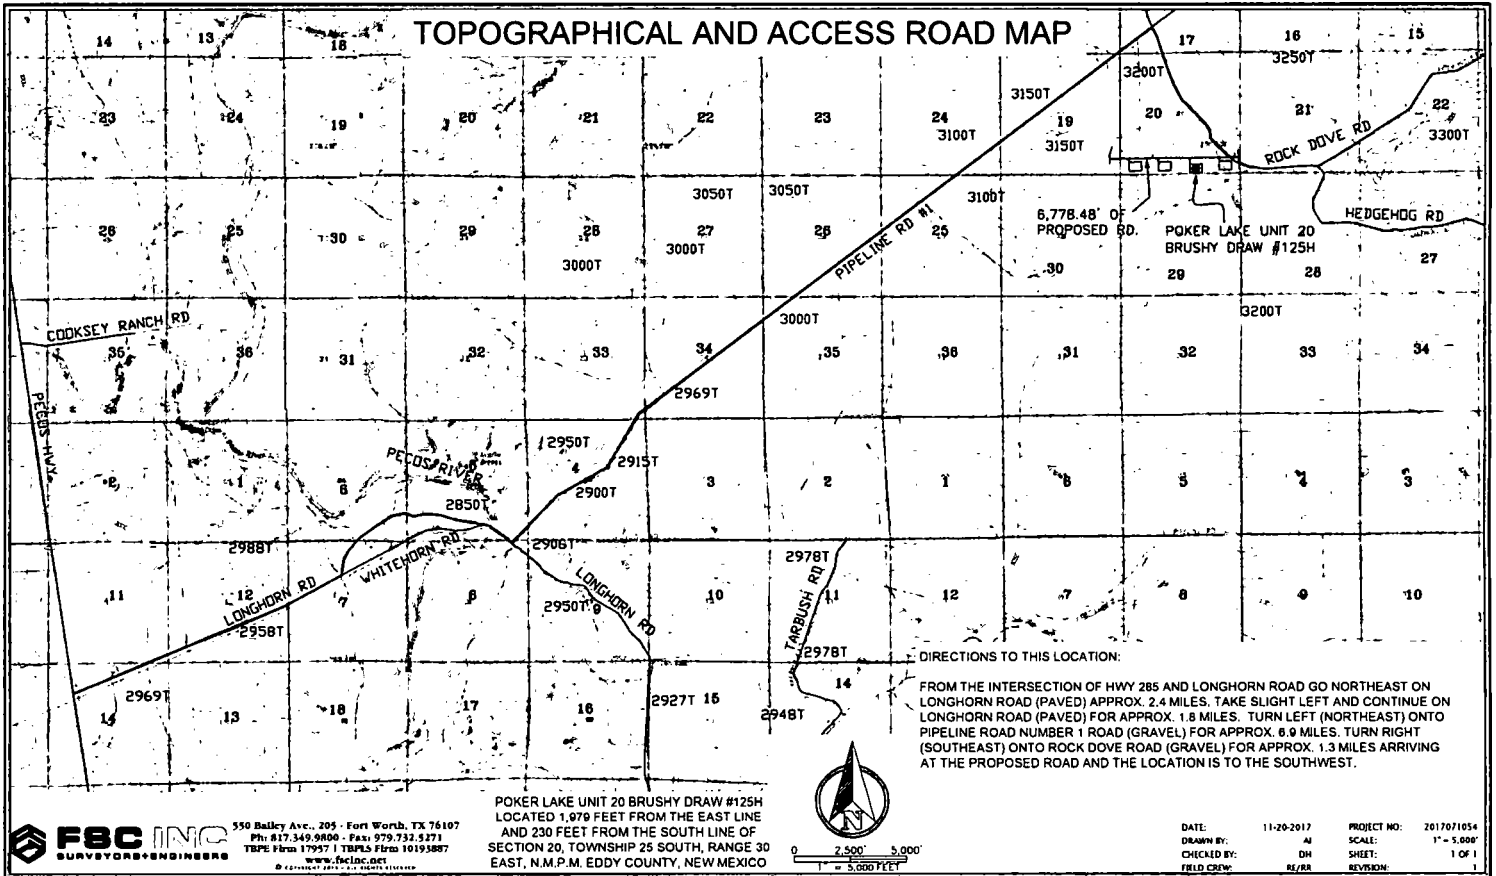 TOPOGRAPHICAL AND ACCESS ROAD MAP
14 13 18 17 16 15
3250T
3200T
3150T
23 24 19 20 21 22 23 24 19 20 21 22
3100T 3150T 3300T
ROCK DOVE RD
3050T 3050T 3100T
6,778.48' OF
PROPOSED RD.
HEDGEHOG RD
POKER LAKE UNIT 20
BRUSHY DRAW #125H
PIPELINE RD #1
26 25 30 29 28 27 26 25 30 29 28 27
3000T 3000T
3000T 3200T
COOKSEY RANCH RD
35 36 31 32 33 34 35 36 31 32 33 34
2969T
PECOS HWY
PECOS RIVER
2950T
2915T
2900T
2850T
2 1 6 4 3 2 1 6 5 4 3
2988T
2906T
2978T
LONGHORN RD
WHITEHORN RD
LONGHORN RD
TARBUSH RD
11 12 7 8 9 10 11 12 7 8 9 10
2950T
2958T
2978T
2969T
2927T
2948T
14 13 18 17 16 15 14
DIRECTIONS TO THIS LOCATION:
FROM THE INTERSECTION OF HWY 285 AND LONGHORN ROAD GO NORTHEAST ON
LONGHORN ROAD (PAVED) APPROX. 2.4 MILES. TAKE SLIGHT LEFT AND CONTINUE ON
LONGHORN ROAD (PAVED) FOR APPROX. 1.8 MILES. TURN LEFT (NORTHEAST) ONTO
PIPELINE ROAD NUMBER 1 ROAD (GRAVEL) FOR APPROX. 6.9 MILES. TURN RIGHT
(SOUTHEAST) ONTO ROCK DOVE ROAD (GRAVEL) FOR APPROX. 1.3 MILES ARRIVING
AT THE PROPOSED ROAD AND THE LOCATION IS TO THE SOUTHWEST.
FSC INC
SURVEYORS+ENGINEERS
550 Bailey Ave., 205 - Fort Worth, TX 76107
Ph: 817.349.9800 - Fax: 979.732.5271
TBPE Firm 17957 | TBPLS Firm 10193887
www.fscinc.net
POKER LAKE UNIT 20 BRUSHY DRAW #125H
LOCATED 1,979 FEET FROM THE EAST LINE
AND 230 FEET FROM THE SOUTH LINE OF
SECTION 20, TOWNSHIP 25 SOUTH, RANGE 30
EAST, N.M.P.M. EDDY COUNTY, NEW MEXICO
N
0 2,500' 5,000'
1" = 5,000 FEET
DATE: 11-20-2017 PROJECT NO: 2017071054
DRAWN BY: AI SCALE: 1" = 5,000'
CHECKED BY: DH SHEET: 1 OF 1
FIELD CREW: RE/RR REVISION: 1